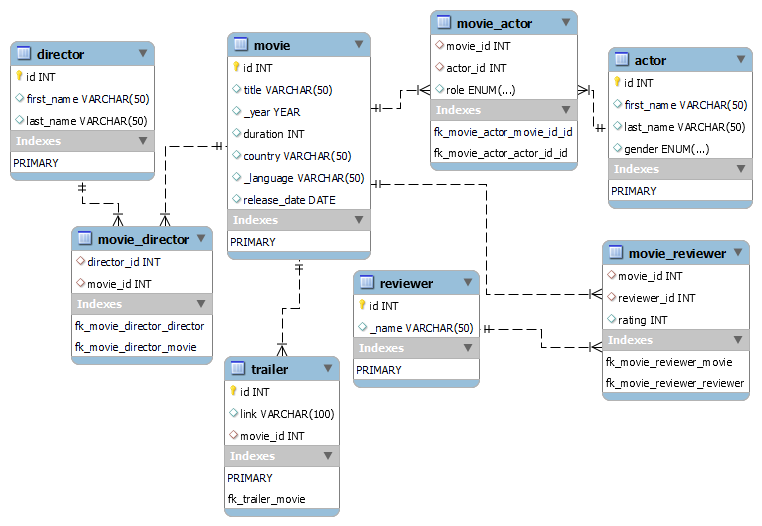 director
id INT
first_name VARCHAR(50)
last_name VARCHAR(50)
Indexes
PRIMARY
movie
id INT
title VARCHAR(50)
_year YEAR
duration INT
country VARCHAR(50)
_language VARCHAR(50)
release_date DATE
Indexes
PRIMARY
movie_actor
movie_id INT
actor_id INT
role ENUM(...)
Indexes
fk_movie_actor_movie_id_id
fk_movie_actor_actor_id_id
actor
id INT
first_name VARCHAR(50)
last_name VARCHAR(50)
gender ENUM(...)
Indexes
PRIMARY
movie_director
director_id INT
movie_id INT
Indexes
fk_movie_director_director
fk_movie_director_movie
reviewer
id INT
_name VARCHAR(50)
Indexes
PRIMARY
movie_reviewer
movie_id INT
reviewer_id INT
rating INT
Indexes
fk_movie_reviewer_movie
fk_movie_reviewer_reviewer
trailer
id INT
link VARCHAR(100)
movie_id INT
Indexes
PRIMARY
fk_trailer_movie